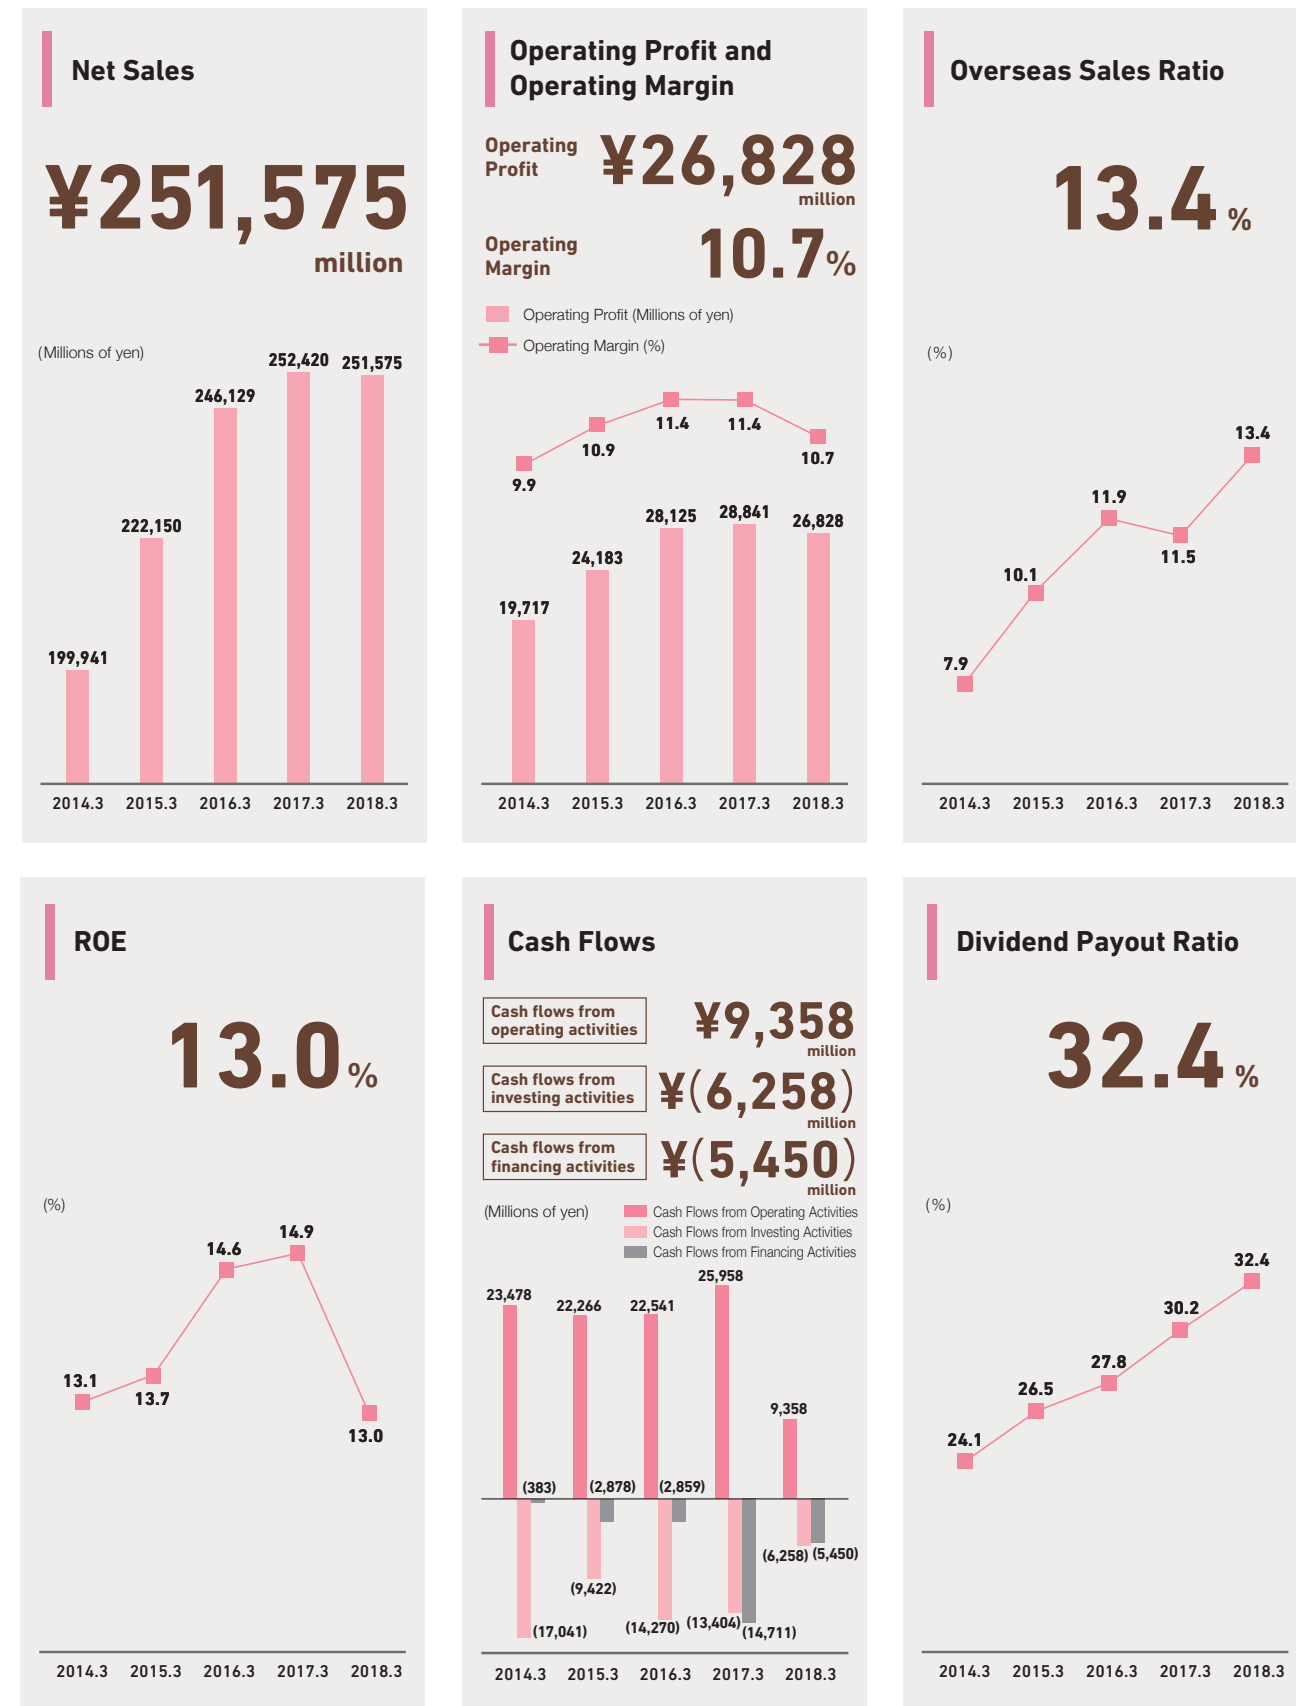 Net Sales
¥251,575
million
(Millions of yen)
199,941
222,150
246,129
252,420
251,575
2014.3 2015.3 2016.3 2017.3 2018.3
Operating Profit and
Operating Margin
Operating
Profit
¥26,828
million
Operating
Margin
10.7%
Operating Profit (Millions of yen)
Operating Margin (%)
9.9
10.9
11.4
11.4
10.7
19,717
24,183
28,125
28,841
26,828
2014.3 2015.3 2016.3 2017.3 2018.3
Overseas Sales Ratio
13.4 %
(%)
7.9
10.1
11.9
11.5
13.4
2014.3 2015.3 2016.3 2017.3 2018.3
ROE
13.0 %
(%)
13.1
13.7
14.6
14.9
13.0
2014.3 2015.3 2016.3 2017.3 2018.3
Cash Flows
Cash flows from
operating activities
¥9,358
million
Cash flows from
investing activities
¥(6,258)
million
Cash flows from
financing activities
¥(5,450)
million
(Millions of yen)
Cash Flows from Operating Activities
Cash Flows from Investing Activities
Cash Flows from Financing Activities
23,478
22,266
22,541
25,958
9,358
(383)
(2,878)
(2,859)
(17,041)
(9,422)
(14,270)
(13,404)
(14,711)
(6,258)
(5,450)
2014.3 2015.3 2016.3 2017.3 2018.3
Dividend Payout Ratio
32.4 %
(%)
24.1
26.5
27.8
30.2
32.4
2014.3 2015.3 2016.3 2017.3 2018.3